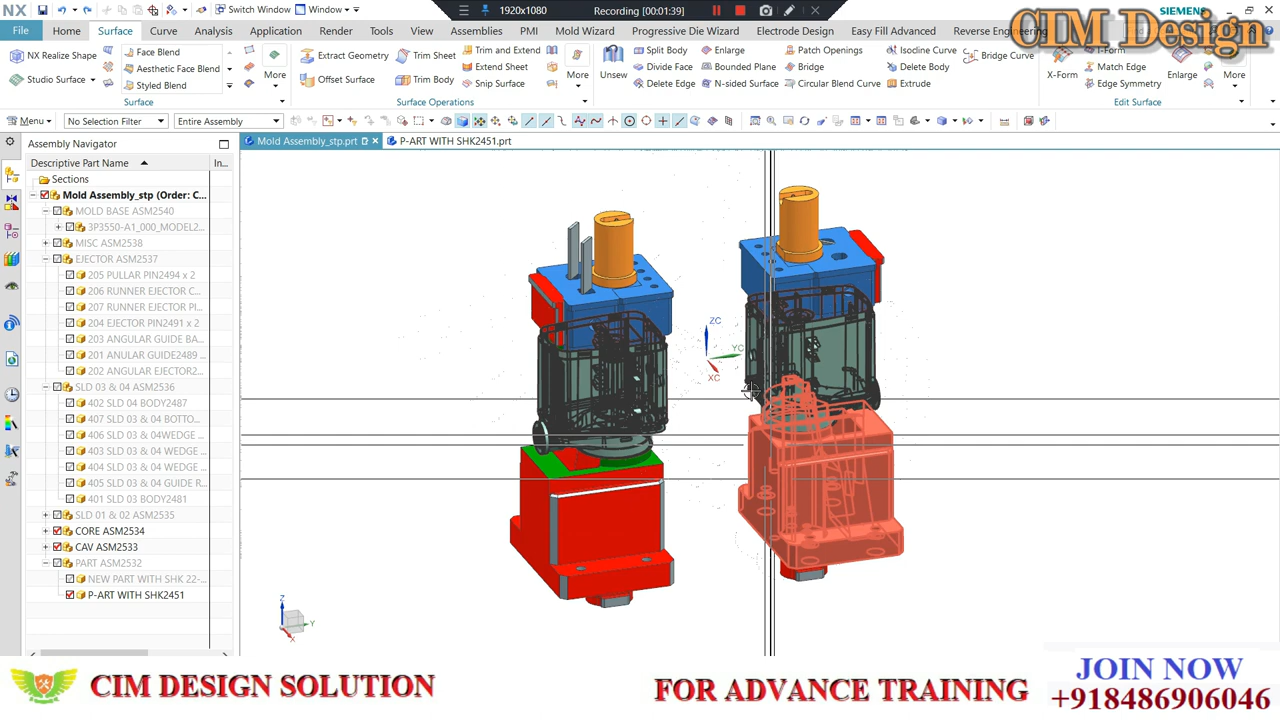 NX
Switch Window
Window
1920x1080
Recording [00:01:39]
SIEMENS
CIM Design
File
Home
Surface
Curve
Analysis
Application
Render
Tools
View
Assemblies
PMI
Mold Wizard
Progressive Die Wizard
Electrode Design
Easy Fill Advanced
Reverse Engineering
NX Realize Shape
Studio Surface
Face Blend
Aesthetic Face Blend
Styled Blend
More
Surface
Extract Geometry
Offset Surface
Trim Sheet
Trim Body
Trim and Extend
Extend Sheet
Snap Surface
More
Surface Operations
Unsew
Split Body
Divide Face
Delete Edge
Enlarge
Bounded Plane
N-sided Surface
Patch Openings
Bridge
Circular Blend Curve
Isocline Curve
Delete Body
Extrude
Bridge Curve
X-Form
I-Form
Match Edge
Edge Symmetry
Enlarge
More
Edit Surface
Menu
No Selection Filter
Entire Assembly
Assembly Navigator
Mold Assembly_stp.prt
P-ART WITH SHK2451.prt
Descriptive Part Name
In...
Sections
Mold Assembly_stp (Order: C...
MOLD BASE ASM2540
3P3550-A1_000_MODEL2...
MISC ASM2538
EJECTOR ASM2537
205 PULLAR PIN2494 x 2
206 RUNNER EJECTOR C...
207 RUNNER EJECTOR PI...
204 EJECTOR PIN2491 x 2
203 ANGULAR GUIDE BA...
201 ANULAR GUIDE2489 ...
202 ANGULAR EJECTOR2...
SLD 03 & 04 ASM2536
402 SLD 04 BODY2487
407 SLD 03 & 04 BOTTO...
406 SLD 03 & 04WEDGE ...
403 SLD 03 & 04 WEDGE ...
404 SLD 03 & 04 WEDGE ...
405 SLD 03 & 04 GUIDE R...
401 SLD 03 BODY2481
SLD 01 & 02 ASM2535
CORE ASM2534
CAV ASM2533
PART ASM2532
NEW PART WITH SHK 22-...
P-ART WITH SHK2451
ZC
YC
XC
Z
Y
X
CIM DESIGN SOLUTION
FOR ADVANCE TRAINING
JOIN NOW
+918486906046